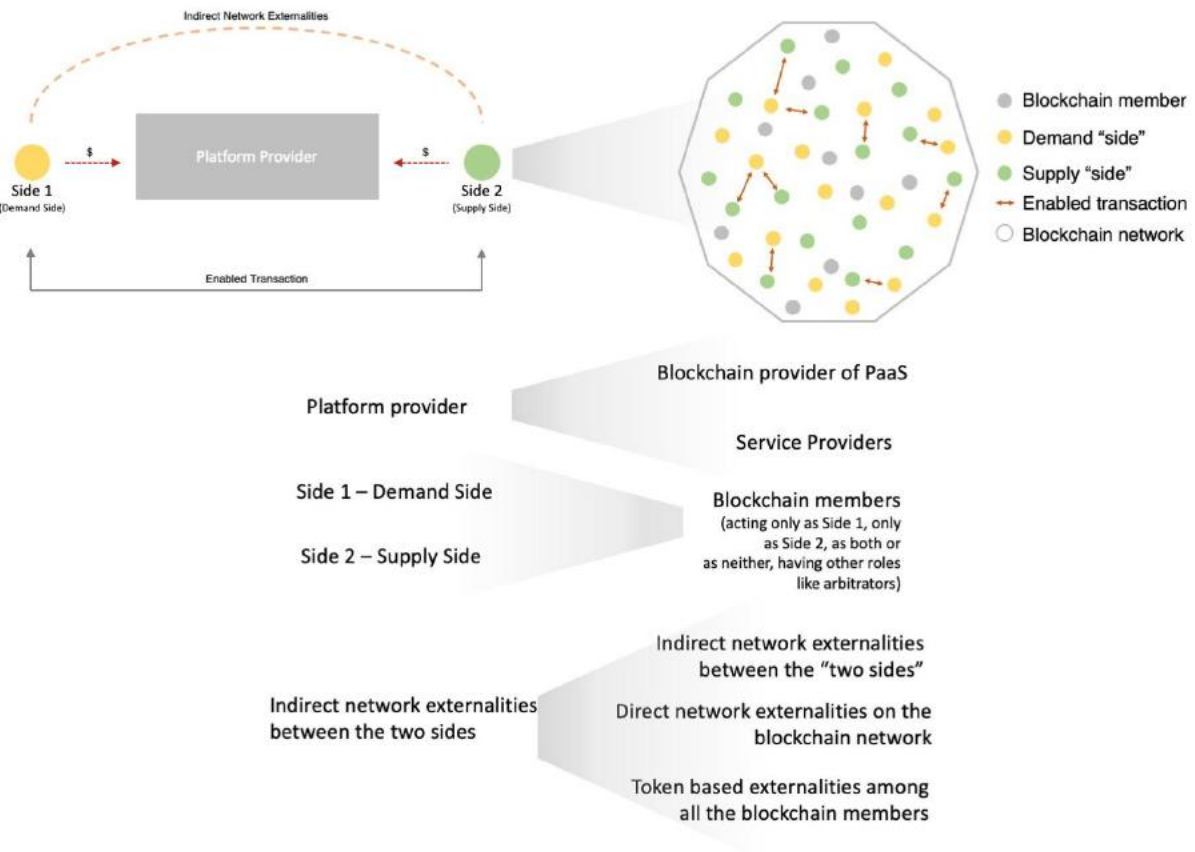 Indirect Network Externalities
$
Platform Provider
$
Side 1
(Demand Side)
Side 2
(Supply Side)
Enabled Transaction
Blockchain member
Demand “side”
Supply “side”
Enabled transaction
Blockchain network
Platform provider
Blockchain provider of PaaS
Service Providers
Side 1 – Demand Side
Side 2 – Supply Side
Blockchain members
(acting only as Side 1, only
as Side 2, as both or
as neither, having other roles
like arbitrators)
Indirect network externalities
between the two sides
Indirect network externalities
between the “two sides”
Direct network externalities on the
blockchain network
Token based externalities among
all the blockchain members